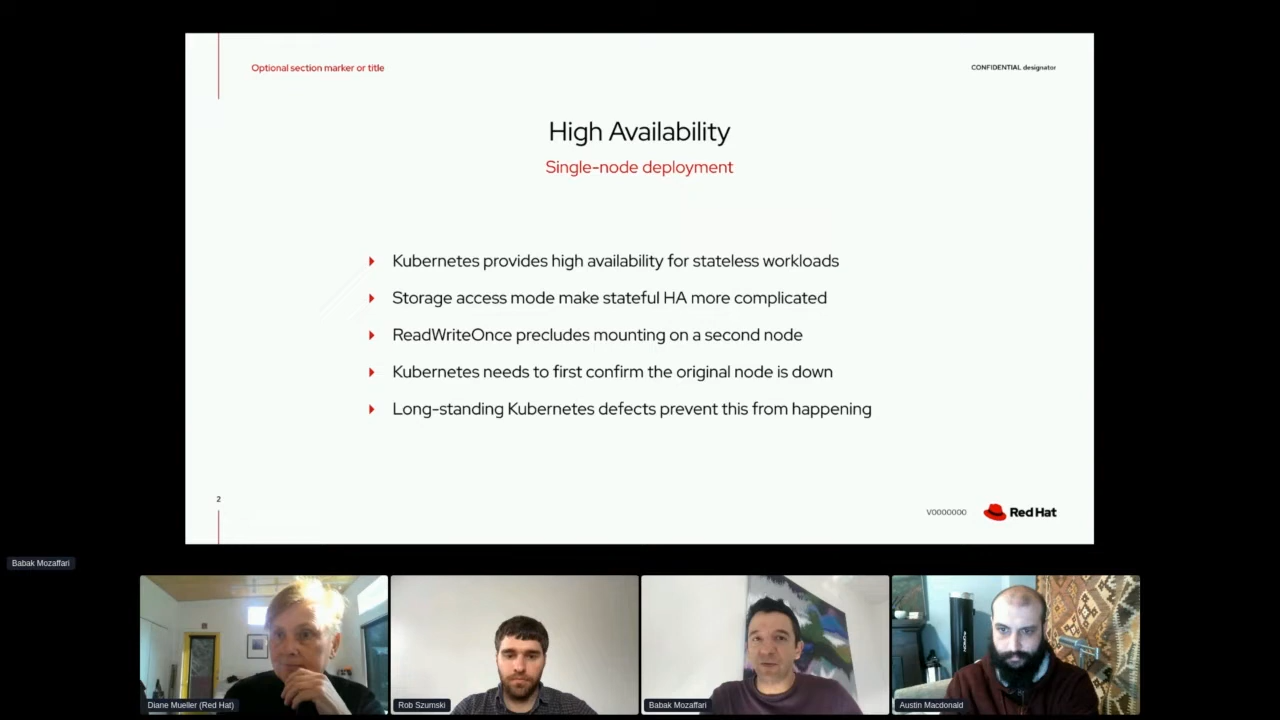 Optional section marker or title
CONFIDENTIAL designator
High Availability
Single-node deployment
Kubernetes provides high availability for stateless workloads
Storage access mode make stateful HA more complicated
ReadWriteOnce precludes mounting on a second node
Kubernetes needs to first confirm the original node is down
Long-standing Kubernetes defects prevent this from happening
2
V0000000
Red Hat
Babak Mozaffari
Diane Mueller (Red Hat)
Rob Szumski
Babak Mozaffari
Austin Macdonald